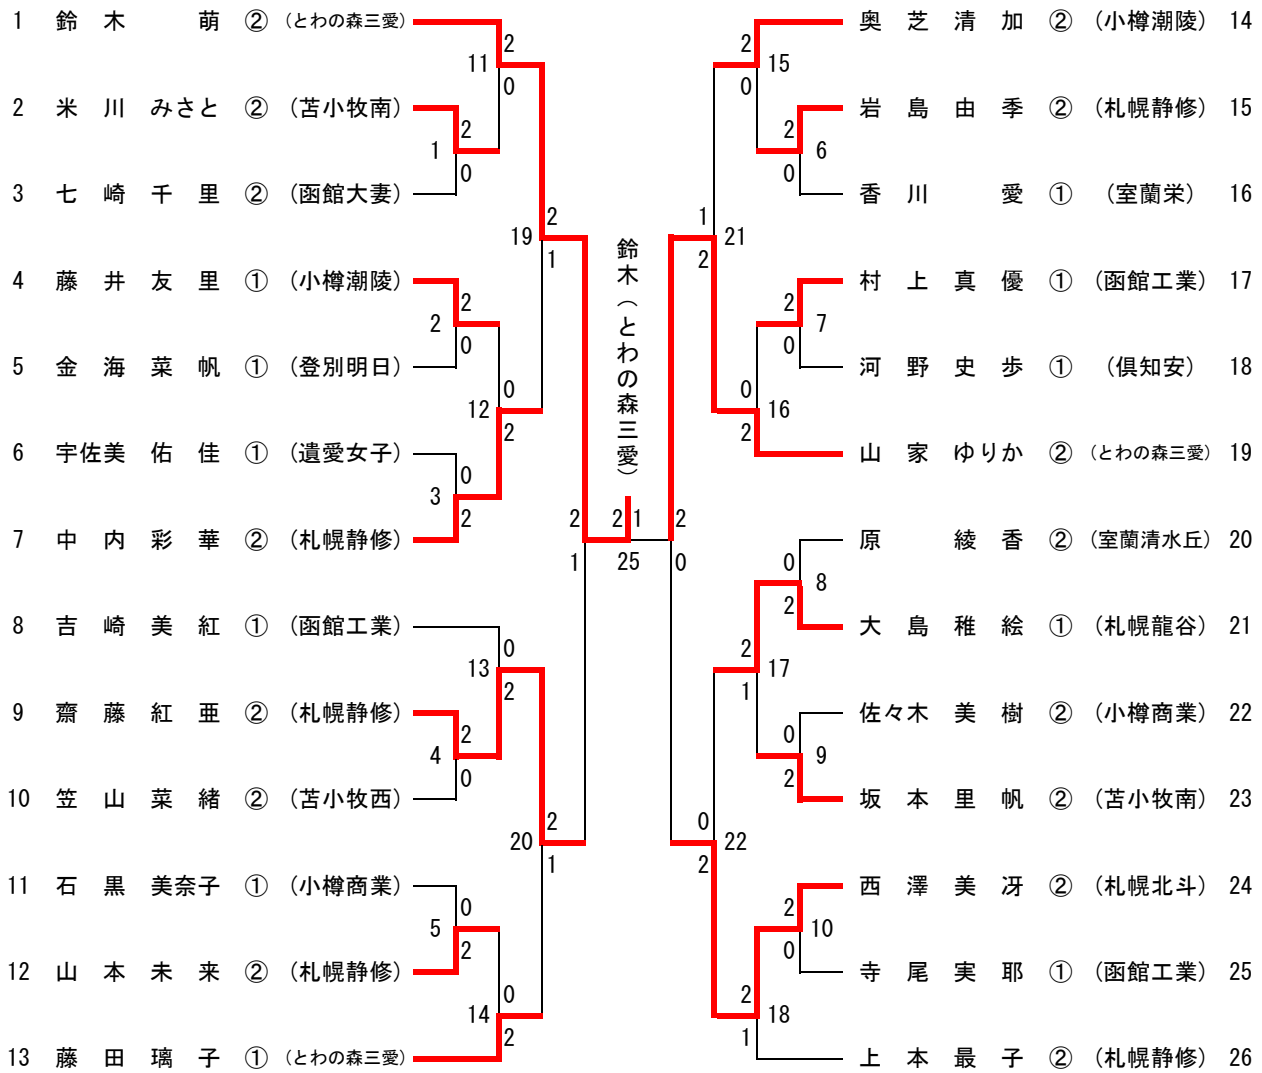 1 鈴木 萌 ② (とわの森三愛)
2 米川 みさと ② (苫小牧南)
3 七崎 千里 ② (函館大妻)
4 藤井 友里 ① (小樽潮陵)
5 金海 菜帆 ① (登別明日)
6 宇佐美 佑佳 ① (遺愛女子)
7 中内 彩華 ② (札幌静修)
8 吉崎 美紅 ① (函館工業)
9 齋藤 紅亜 ② (札幌静修)
10 笠山 菜緒 ② (苫小牧西)
11 石黒 美奈子 ① (小樽商業)
12 山本 未来 ② (札幌静修)
13 藤田 璃子 ① (とわの森三愛)
2
11
0
2
1
0
2
19
1
2
2
0
0
12
2
0
3
2
0
13
2
2
4
0
2
20
1
0
5
2
0
14
2
2
1
鈴木(とわの森三愛)
2 1
25
2
0
2
15
0
2
6
0
1
21
2
2
7
0
0
16
2
0
8
2
2
17
1
0
9
2
0
22
2
2
10
0
2
18
1
奥芝清加 ② (小樽潮陵) 14
岩島由季 ② (札幌静修) 15
香川 愛 ① (室蘭栄) 16
村上真優 ① (函館工業) 17
河野史歩 ① (倶知安) 18
山家ゆりか ② (とわの森三愛) 19
原 綾香 ② (室蘭清水丘) 20
大島稚絵 ① (札幌龍谷) 21
佐々木美樹 ② (小樽商業) 22
坂本里帆 ② (苫小牧南) 23
西澤美冴 ② (札幌北斗) 24
寺尾実耶 ① (函館工業) 25
上本最子 ② (札幌静修) 26